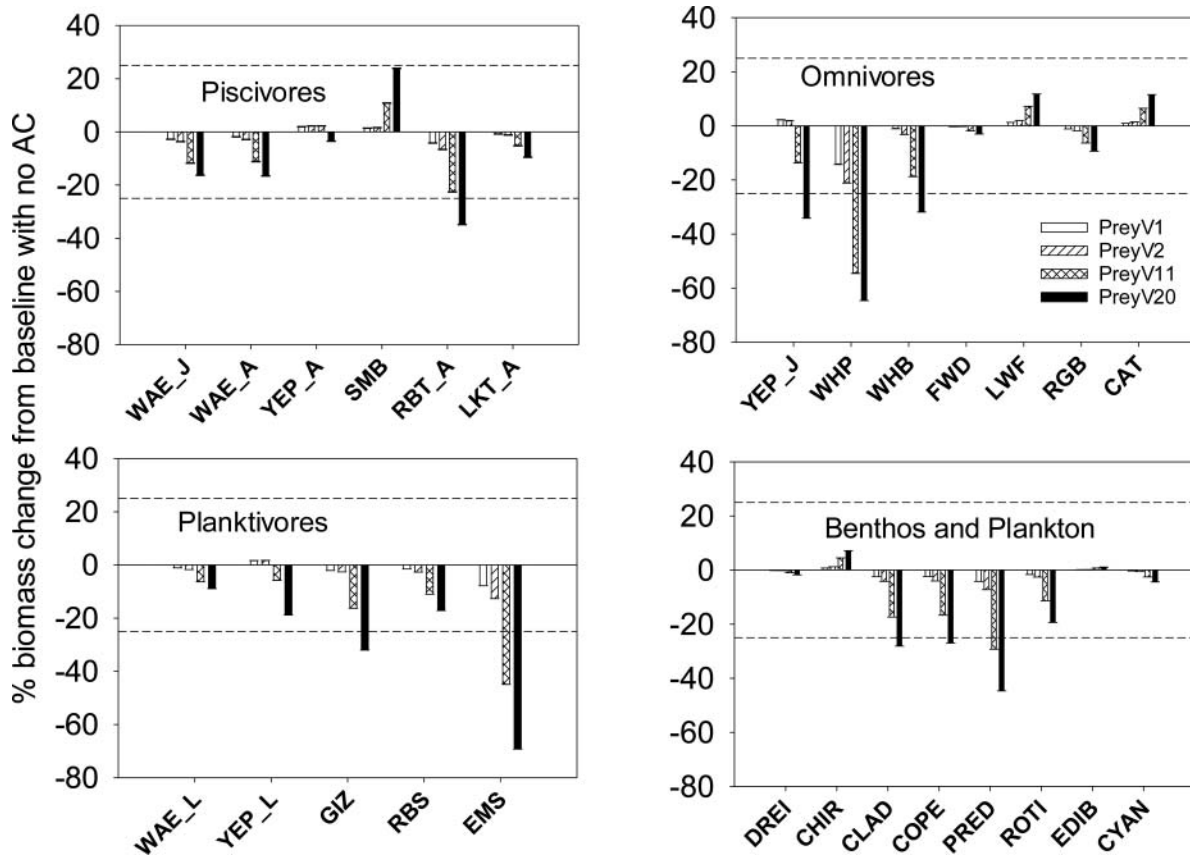 % biomass change from baseline with no AC
40
20
0
-20
-40
-60
-80
Piscivores
WAE_J
WAE_A
YEP_A
SMB
RBT_A
LKT_A
40
20
0
-20
-40
-60
-80
Omnivores
PreyV1
PreyV2
PreyV11
PreyV20
YEP_J
WHP
WHB
FWD
LWF
RGB
CAT
40
20
0
-20
-40
-60
-80
Planktivores
WAE_L
YEP_L
GIZ
RBS
EMS
40
20
0
-20
-40
-60
-80
Benthos and Plankton
DREI
CHIR
CLAD
COPE
PRED
ROTI
EDIB
CYAN